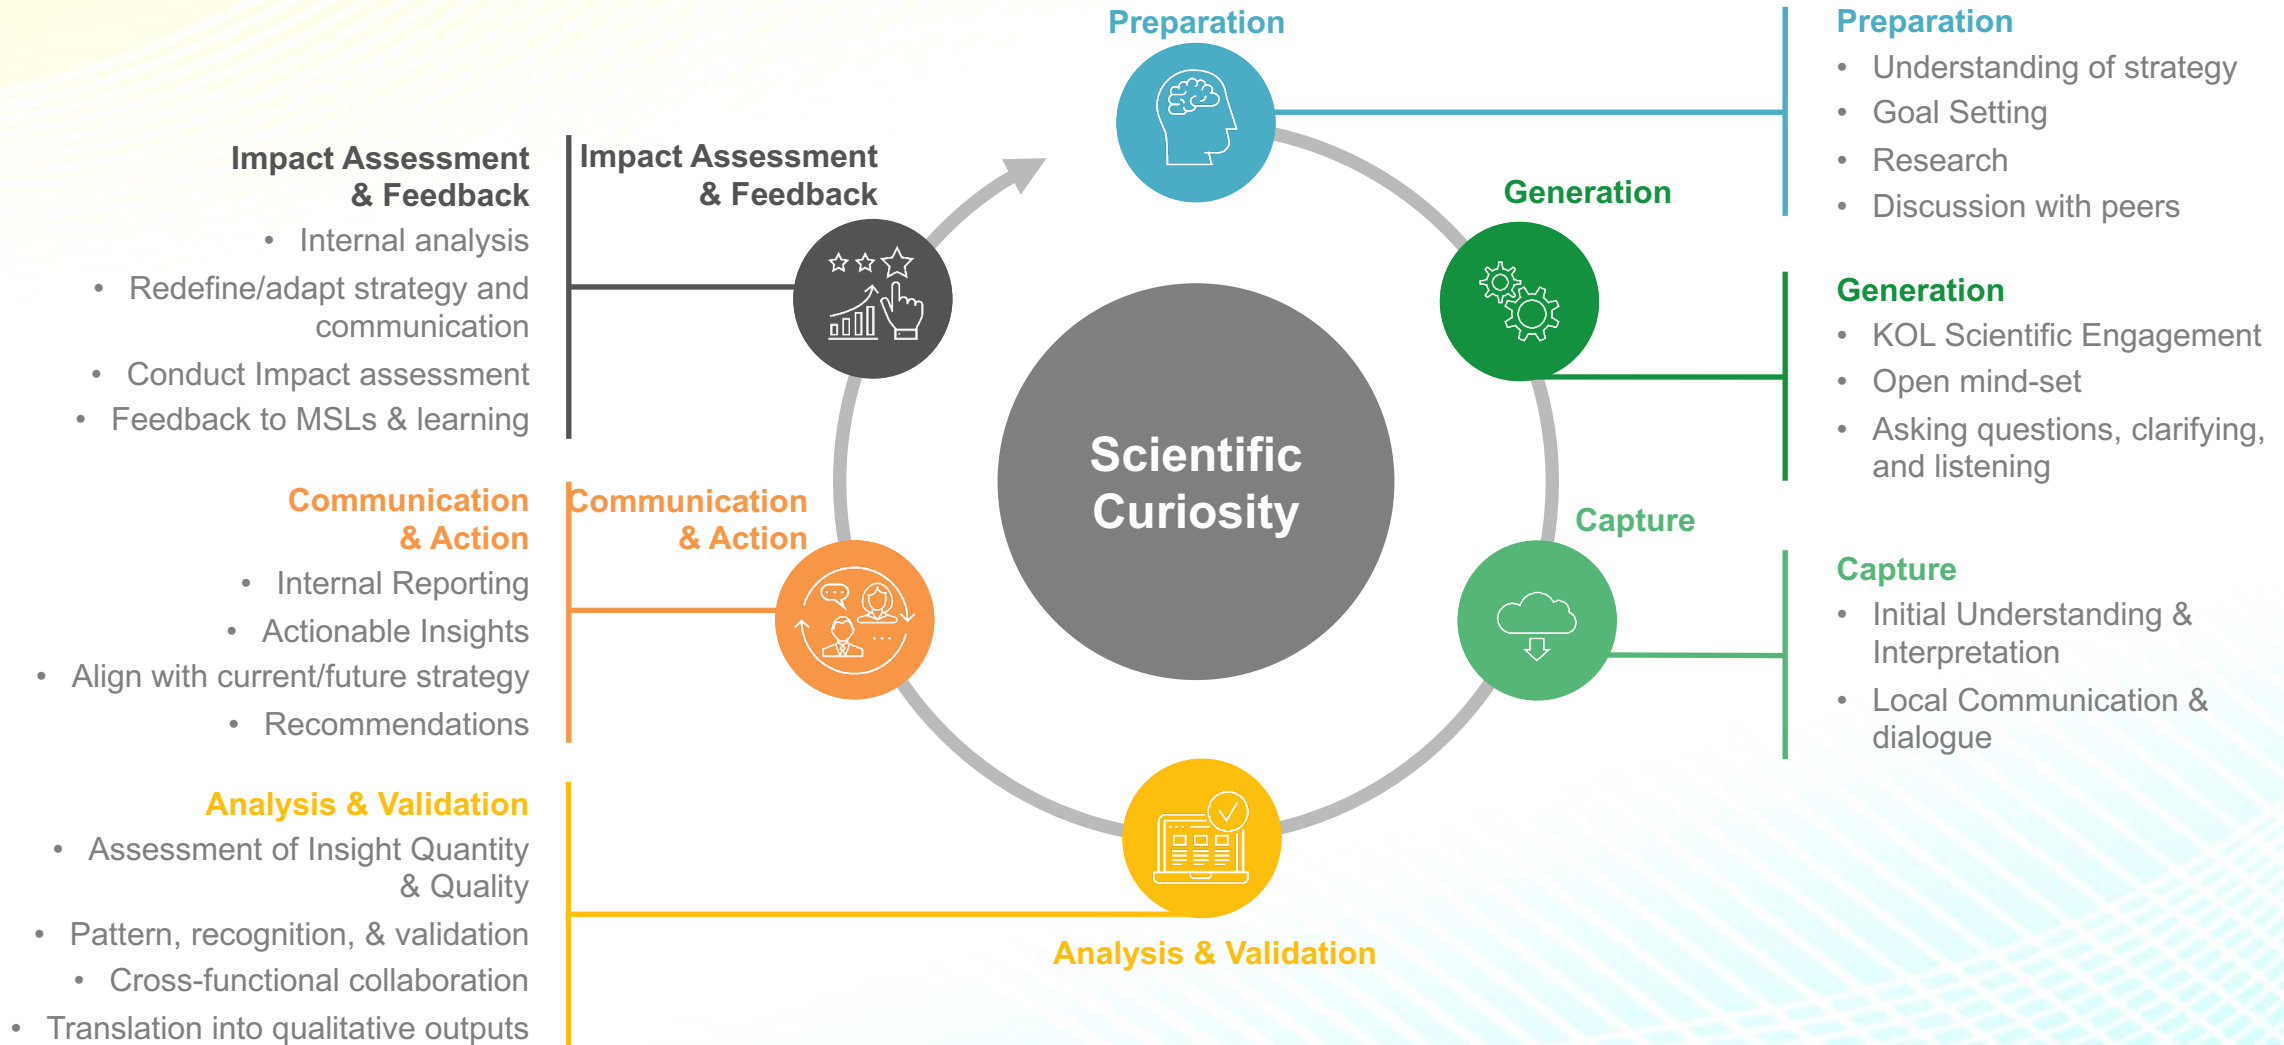 Preparation
Preparation
• Understanding of strategy
• Goal Setting
• Research
• Discussion with peers
Generation
Generation
• KOL Scientific Engagement
• Open mind-set
• Asking questions, clarifying,
and listening
Capture
Capture
• Initial Understanding &
Interpretation
• Local Communication &
dialogue
Scientific
Curiosity
Analysis & Validation
Analysis & Validation
• Assessment of Insight Quantity
& Quality
• Pattern, recognition, & validation
• Cross-functional collaboration
• Translation into qualitative outputs
Communication
& Action
Communication
& Action
• Internal Reporting
• Actionable Insights
• Align with current/future strategy
• Recommendations
Impact Assessment
& Feedback
Impact Assessment
& Feedback
• Internal analysis
• Redefine/adapt strategy and
communication
• Conduct Impact assessment
• Feedback to MSLs & learning